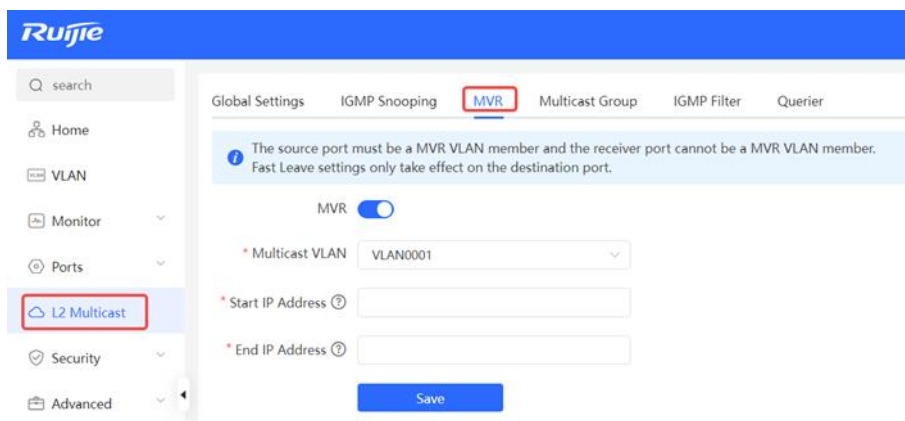 Ruijie
search
Home
VLAN
Monitor
Ports
L2 Multicast
Security
Advanced
Global Settings IGMP Snooping MVR Multicast Group IGMP Filter Querier
The source port must be a MVR VLAN member and the receiver port cannot be a MVR VLAN member.
Fast Leave settings only take effect on the destination port.
MVR
* Multicast VLAN VLAN0001
* Start IP Address ?
* End IP Address ?
Save